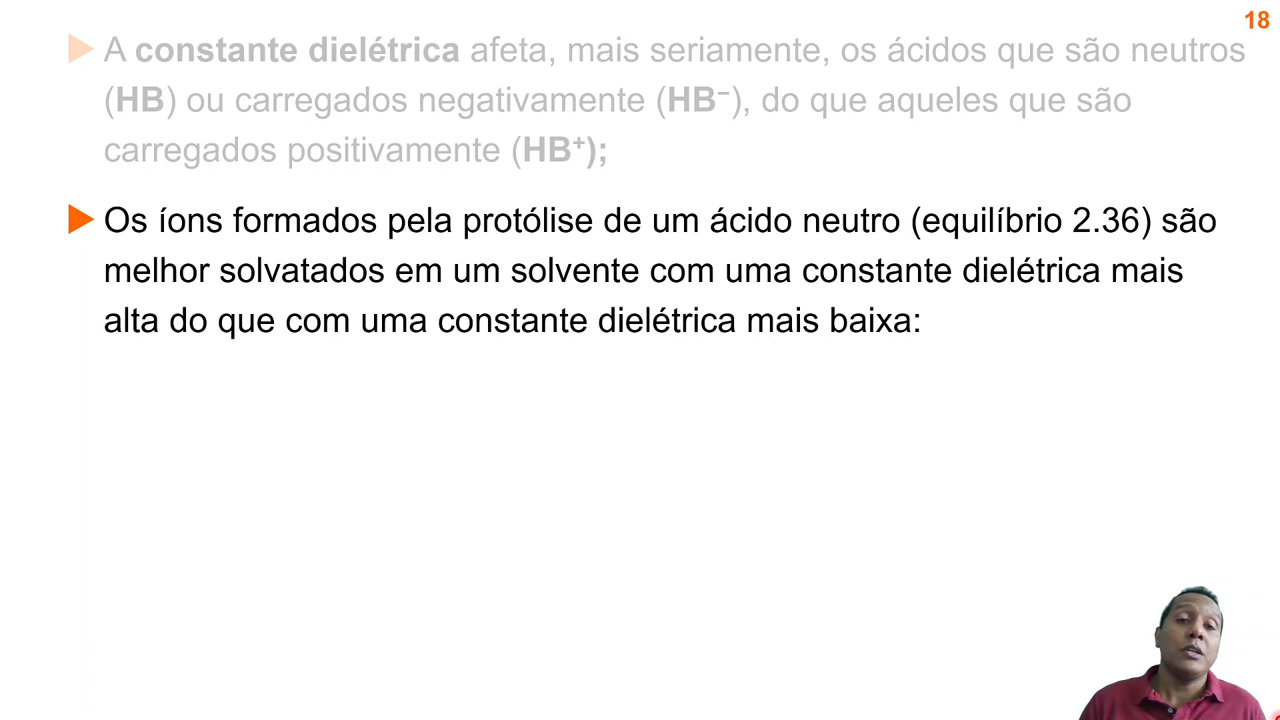 18
A constante dielétrica afeta, mais seriamente, os ácidos que são neutros
(HB) ou carregados negativamente (HB⁻), do que aqueles que são
carregados positivamente (HB⁺);
Os íons formados pela protólise de um ácido neutro (equilíbrio 2.36) são
melhor solvatados em um solvente com uma constante dielétrica mais
alta do que com uma constante dielétrica mais baixa: